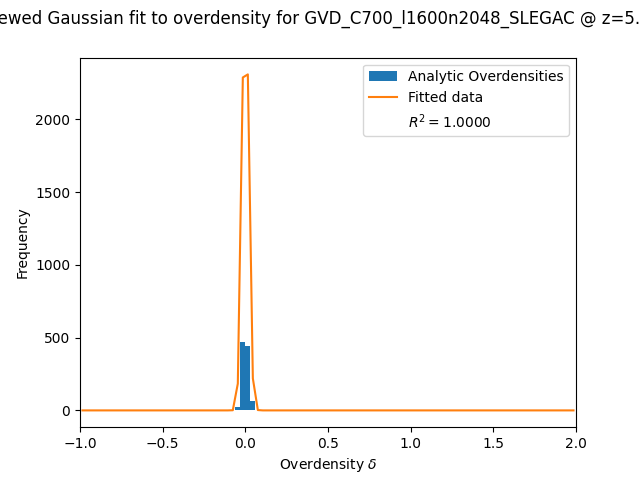 ewed Gaussian fit to overdensity for GVD_C700_l1600n2048_SLEGAC @ z=5.
Analytic Overdensities
Fitted data
R² = 1.0000
Frequency
2000
1500
1000
500
0
−1.0 −0.5 0.0 0.5 1.0 1.5 2.0
Overdensity δ